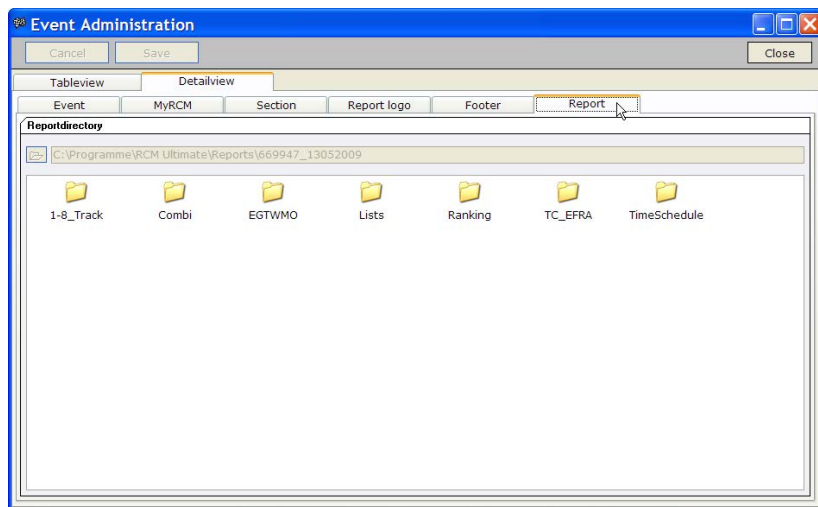 Event Administration
Cancel Save Close
Tableview Detailview
Event MyRCM Section Report logo Footer Report
Reportdirectory
C:\Programme\RCM Ultimate\Reports\669947_13052009
1-8_Track Combi EGTWMO Lists Ranking TC_EFRA TimeSchedule